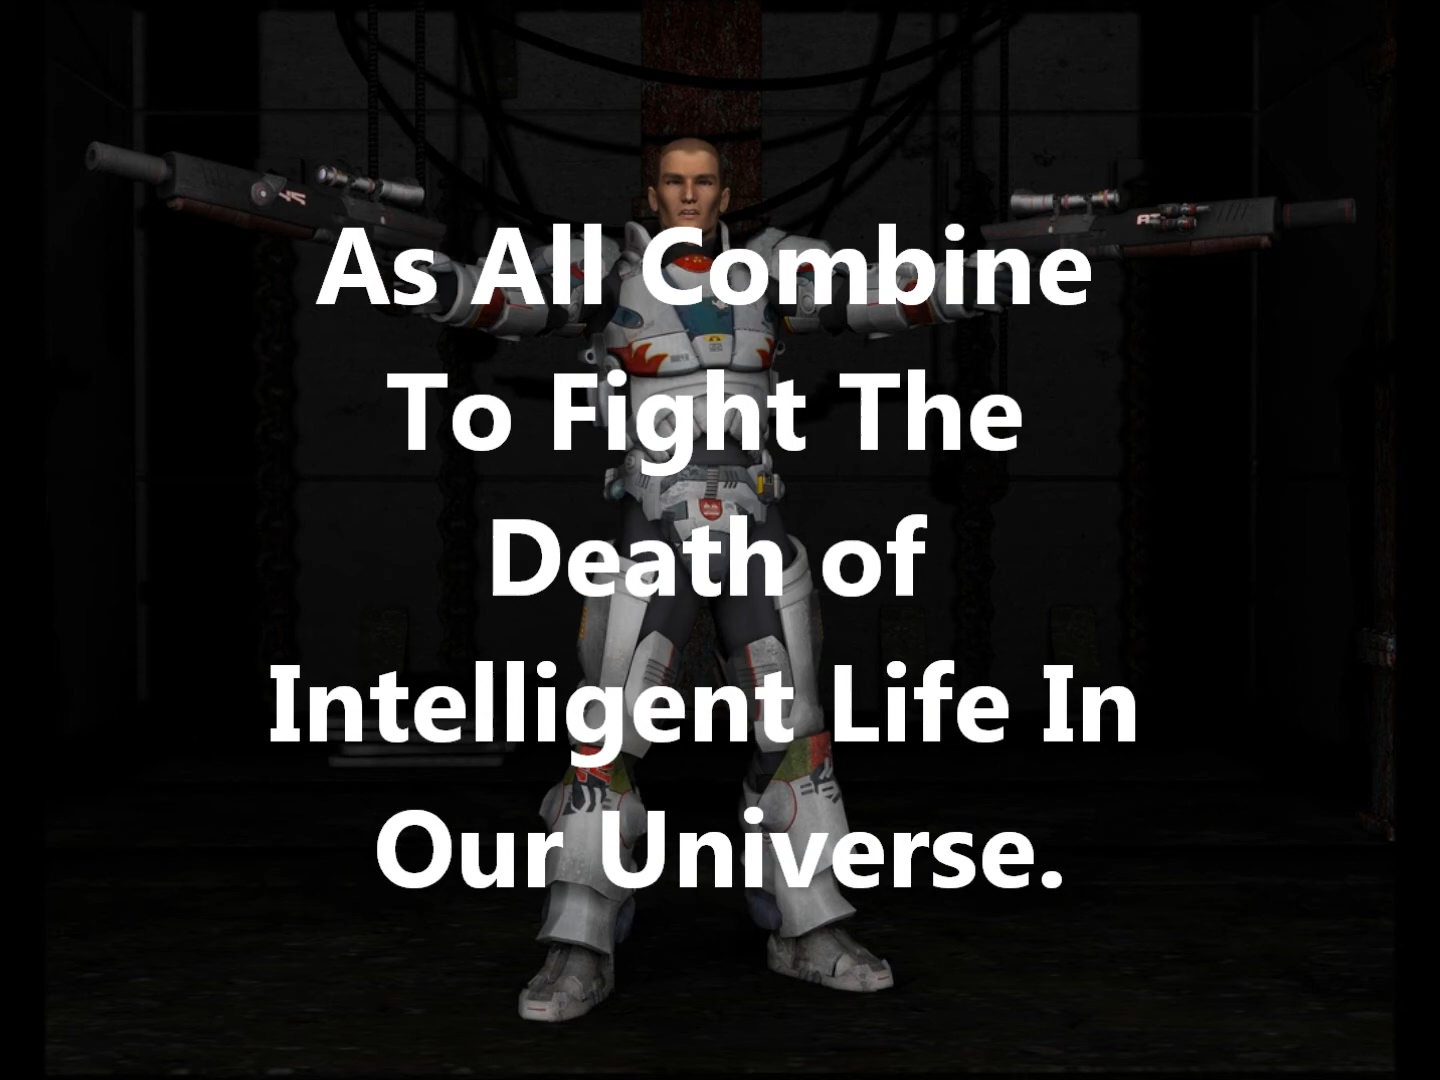 As All Combine
To Fight The
Death of
Intelligent Life In
Our Universe.